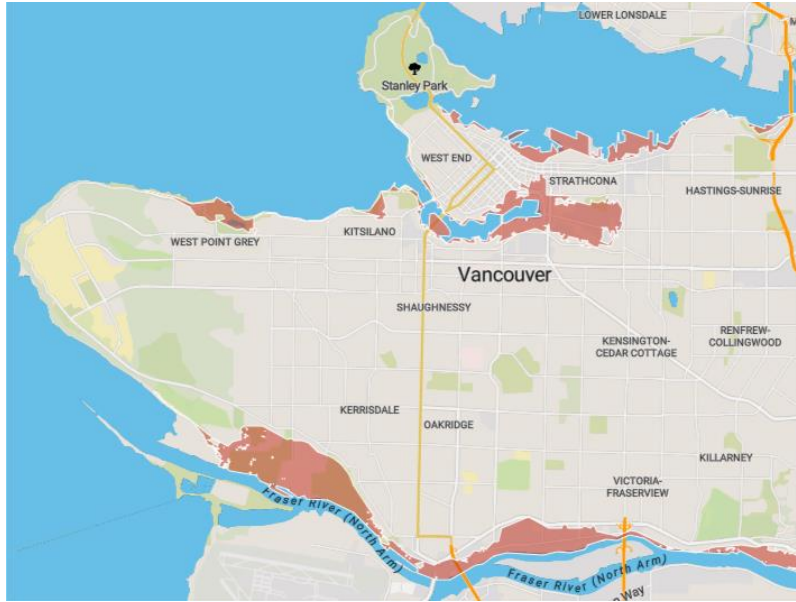 LOWER LONSDALE
Stanley Park
WEST END
STRATHCONA
HASTINGS-SUNRISE
WEST POINT GREY
KITSILANO
Vancouver
SHAUGHNESSY
RENFREW-
COLLINGWOOD
KENSINGTON-
CEDAR COTTAGE
KERRISDALE
OAKRIDGE
KILLARNEY
VICTORIA-
FRASERVIEW
Fraser River (North Arm)
Fraser River (North Arm)
Way